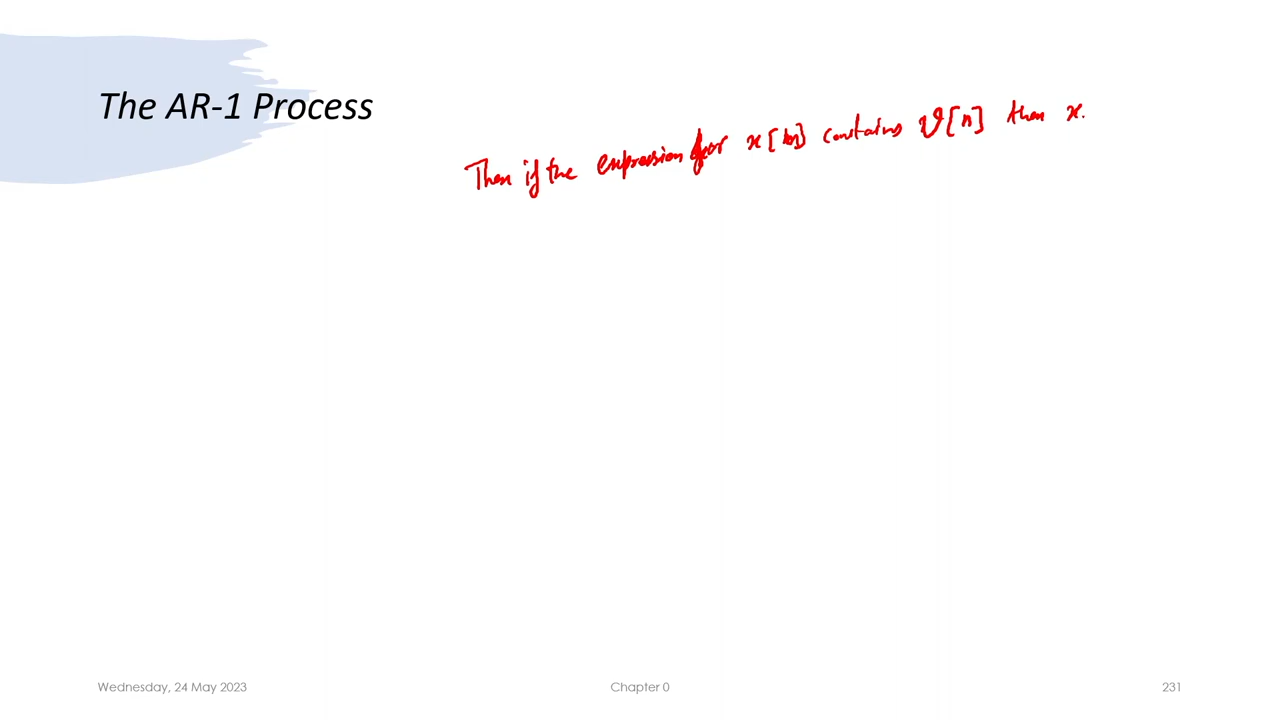 The AR-1 Process
Then if the expression for x[m] contains ϑ[n] then x.
Wednesday, 24 May 2023
Chapter 0
231